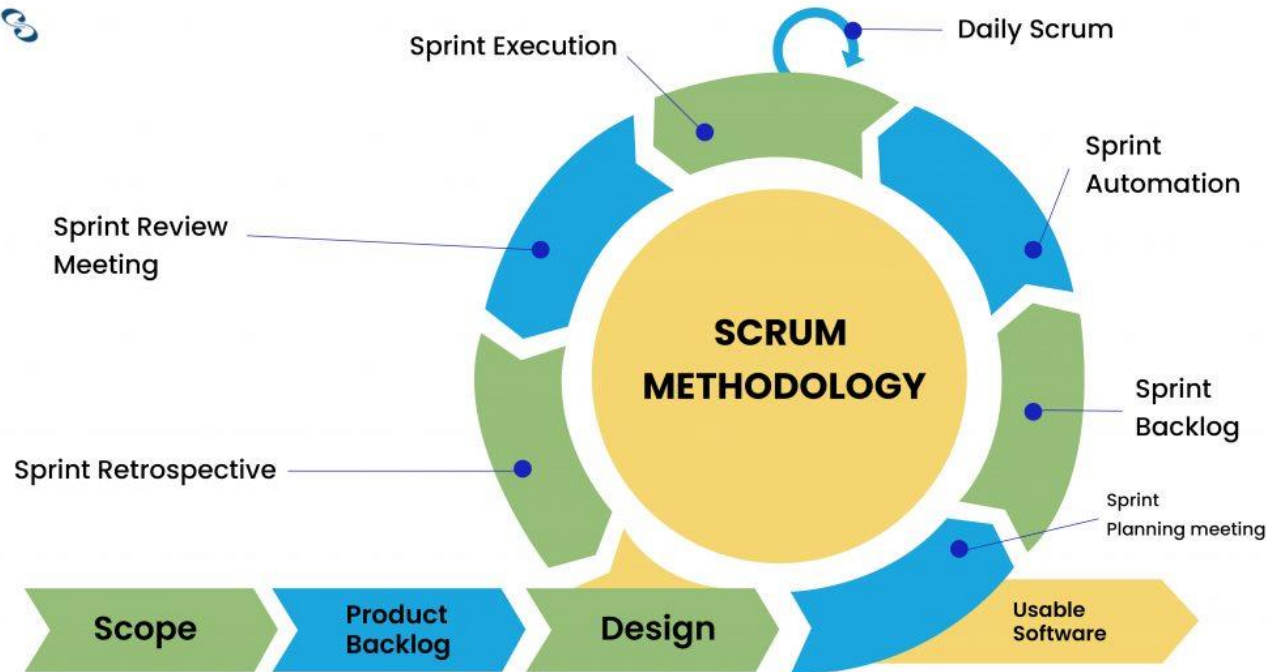 Sprint Execution
Daily Scrum
Sprint
Automation
Sprint Review
Meeting
SCRUM
METHODOLOGY
Sprint
Backlog
Sprint Retrospective
Sprint
Planning meeting
Scope
Product
Backlog
Design
Usable
Software